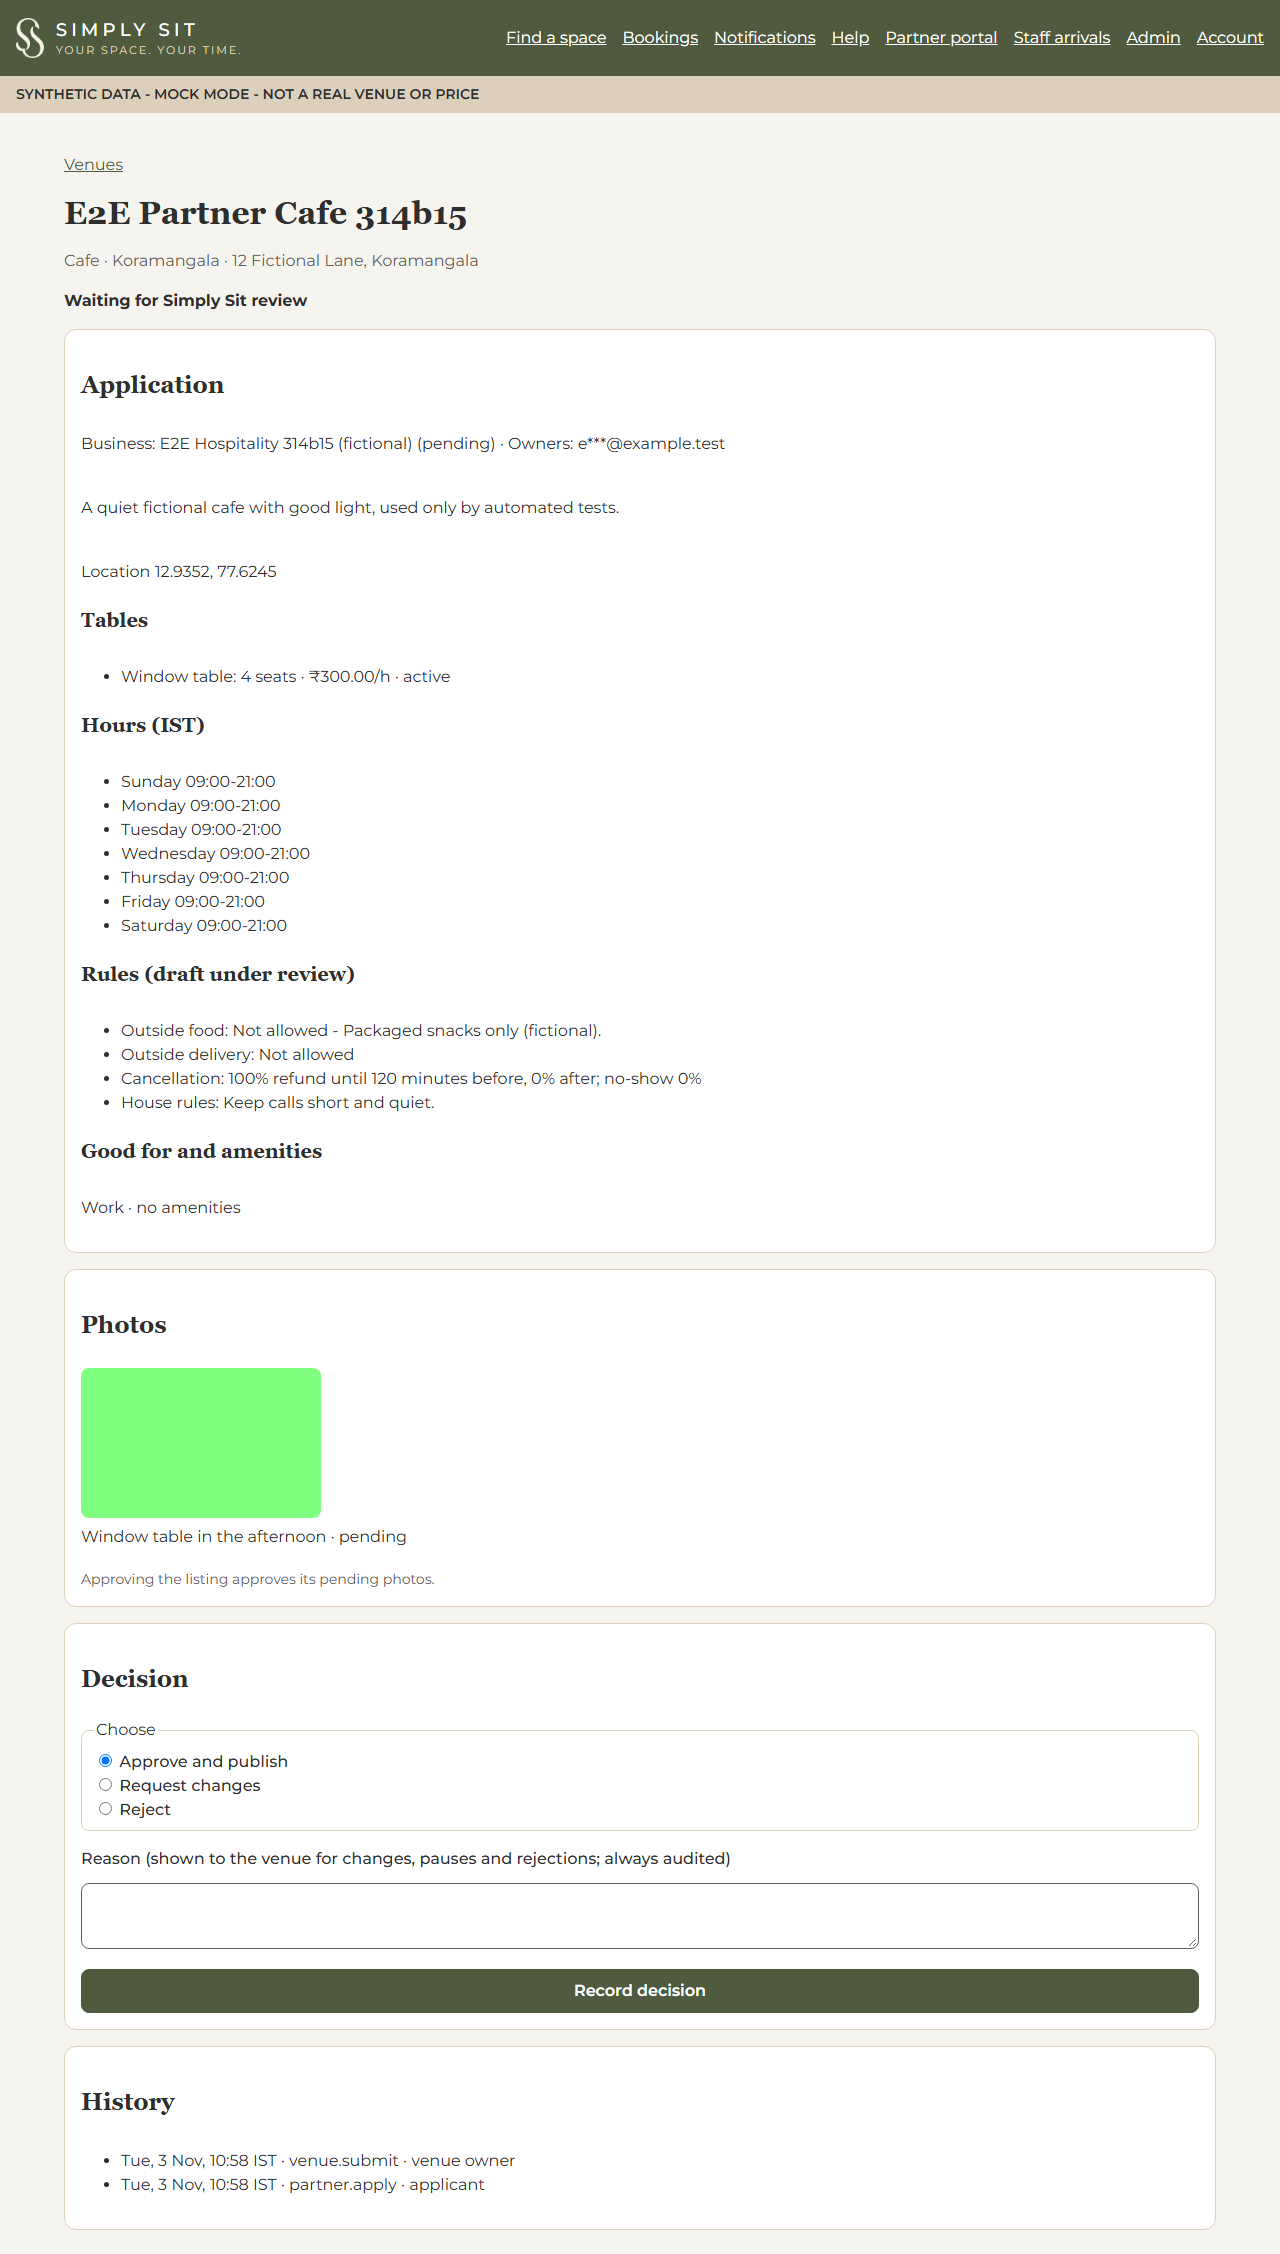 SIMPLY SIT
YOUR SPACE. YOUR TIME.
Find a space Bookings Notifications Help Partner portal Staff arrivals Admin Account
SYNTHETIC DATA - MOCK MODE - NOT A REAL VENUE OR PRICE
Venues
E2E Partner Cafe 314b15
Cafe · Koramangala · 12 Fictional Lane, Koramangala
Waiting for Simply Sit review
Application
Business: E2E Hospitality 314b15 (fictional) (pending) · Owners: e***@example.test
A quiet fictional cafe with good light, used only by automated tests.
Location 12.9352, 77.6245
Tables
• Window table: 4 seats · ₹300.00/h · active
Hours (IST)
• Sunday 09:00-21:00
• Monday 09:00-21:00
• Tuesday 09:00-21:00
• Wednesday 09:00-21:00
• Thursday 09:00-21:00
• Friday 09:00-21:00
• Saturday 09:00-21:00
Rules (draft under review)
• Outside food: Not allowed - Packaged snacks only (fictional).
• Outside delivery: Not allowed
• Cancellation: 100% refund until 120 minutes before, 0% after; no-show 0%
• House rules: Keep calls short and quiet.
Good for and amenities
Work · no amenities
Photos
Window table in the afternoon · pending
Approving the listing approves its pending photos.
Decision
Choose
Approve and publish
Request changes
Reject
Reason (shown to the venue for changes, pauses and rejections; always audited)
Record decision
History
• Tue, 3 Nov, 10:58 IST · venue.submit · venue owner
• Tue, 3 Nov, 10:58 IST · partner.apply · applicant